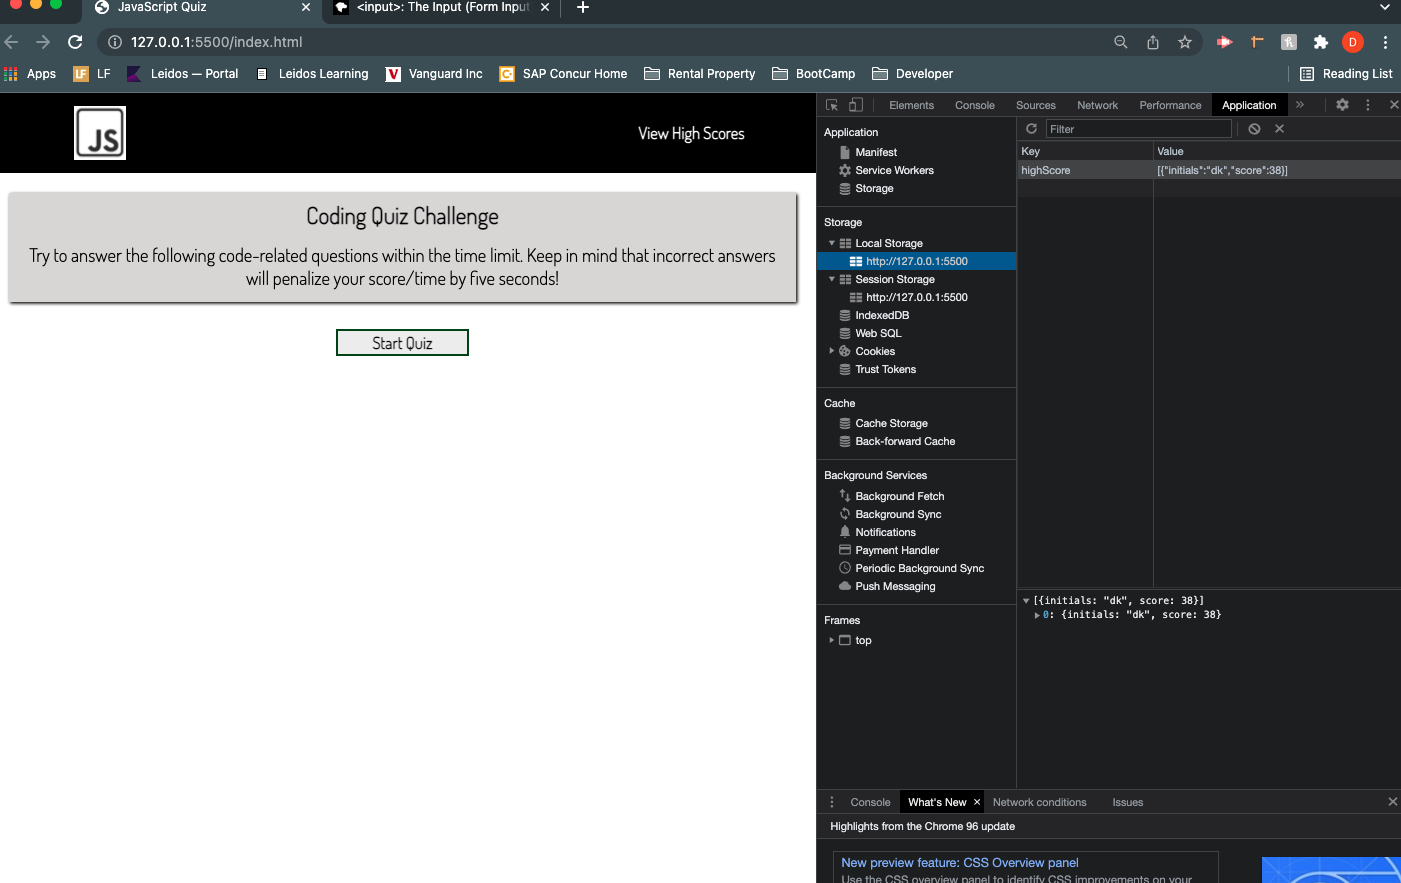 JavaScript Quiz
<input>: The Input (Form Input
127.0.0.1:5500/index.html
D
Apps
LF LF
Leidos — Portal
Leidos Learning
Vanguard Inc
SAP Concur Home
Rental Property
BootCamp
Developer
Reading List
JS
View High Scores
Coding Quiz Challenge
Try to answer the following code-related questions within the time limit. Keep in mind that incorrect answers
will penalize your score/time by five seconds!
Start Quiz
Elements Console Sources Network Performance Application »
Application
Manifest
Service Workers
Storage
Storage
Local Storage
http://127.0.0.1:5500
Session Storage
http://127.0.0.1:5500
IndexedDB
Web SQL
Cookies
Trust Tokens
Cache
Cache Storage
Back-forward Cache
Background Services
Background Fetch
Background Sync
Notifications
Payment Handler
Periodic Background Sync
Push Messaging
Frames
top
Filter
Key Value
highScore [{"initials":"dk","score":38}]
[{initials: "dk", score: 38}]
0: {initials: "dk", score: 38}
Console What's New Network conditions Issues
Highlights from the Chrome 96 update
New preview feature: CSS Overview panel
Use the CSS overview panel to identify CSS improvements on your